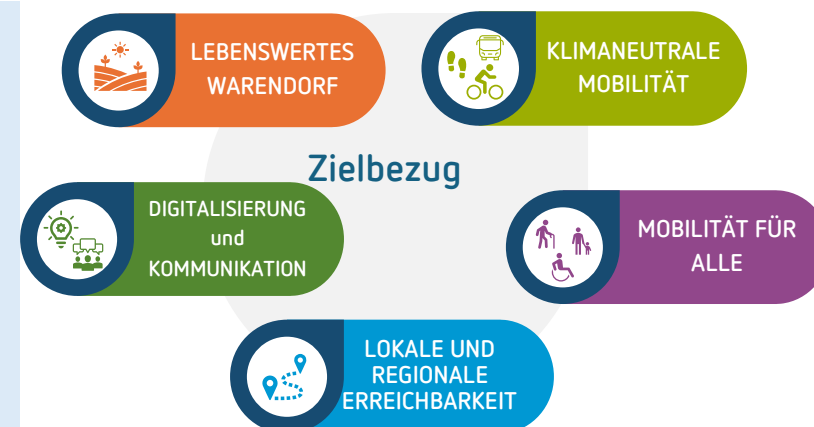 LEBENSWERTES
WARENDORF
KLIMANEUTRALE
MOBILITÄT
Zielbezug
DIGITALISIERUNG
und
KOMMUNIKATION
MOBILITÄT FÜR
ALLE
LOKALE UND
REGIONALE
ERREICHBARKEIT